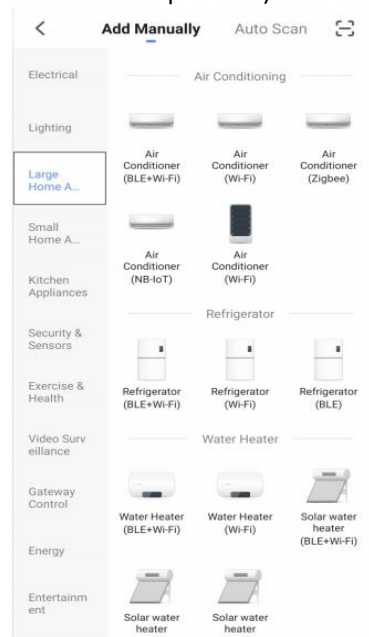 Add Manually
Auto Scan
Electrical
Lighting
Large
Home A...
Small
Home A...
Kitchen
Appliances
Security &
Sensors
Exercise &
Health
Video Surv
eillance
Gateway
Control
Energy
Entertainm
ent
Air Conditioning
Air
Conditioner
(BLE+Wi-Fi)
Air
Conditioner
(Wi-Fi)
Air
Conditioner
(Zigbee)
Air
Conditioner
(NB-IoT)
Air
Conditioner
(Wi-Fi)
Refrigerator
Refrigerator
(BLE+Wi-Fi)
Refrigerator
(Wi-Fi)
Refrigerator
(BLE)
Water Heater
Water Heater
(BLE+Wi-Fi)
Water Heater
(Wi-Fi)
Solar water
heater
(BLE+Wi-Fi)
Solar water
heater
Solar water
heater